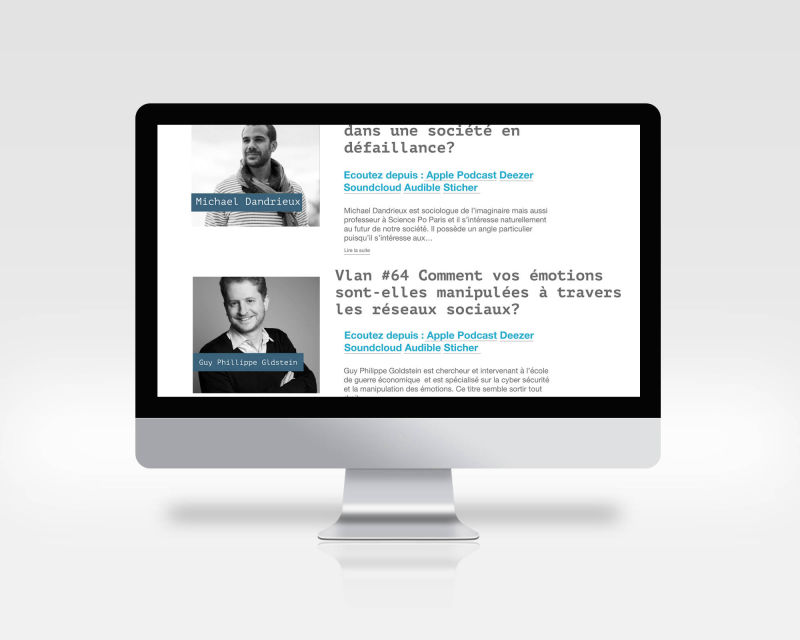 dans une société en
défaillance?
Ecoutez depuis : Apple Podcast Deezer
Soundcloud Audible Sticher
Michael Dandrieux
Michael Dandrieux est sociologue de l'imaginaire mais aussi
professeur à Science Po Paris et il s'intéresse naturellement
au futur de notre société. Il possède un angle particulier
puisqu'il s'intéresse aux...
Lire la suite
Vlan #64 Comment vos émotions
sont-elles manipulées à travers
les réseaux sociaux?
Ecoutez depuis : Apple Podcast Deezer
Soundcloud Audible Sticher
Guy Phillippe Gldstein
Guy Philippe Goldstein est chercheur et intervenant à l'école
de guerre économique et est spécialisé sur la cyber sécurité
et la manipulation des émotions. Ce titre semble sortir tout